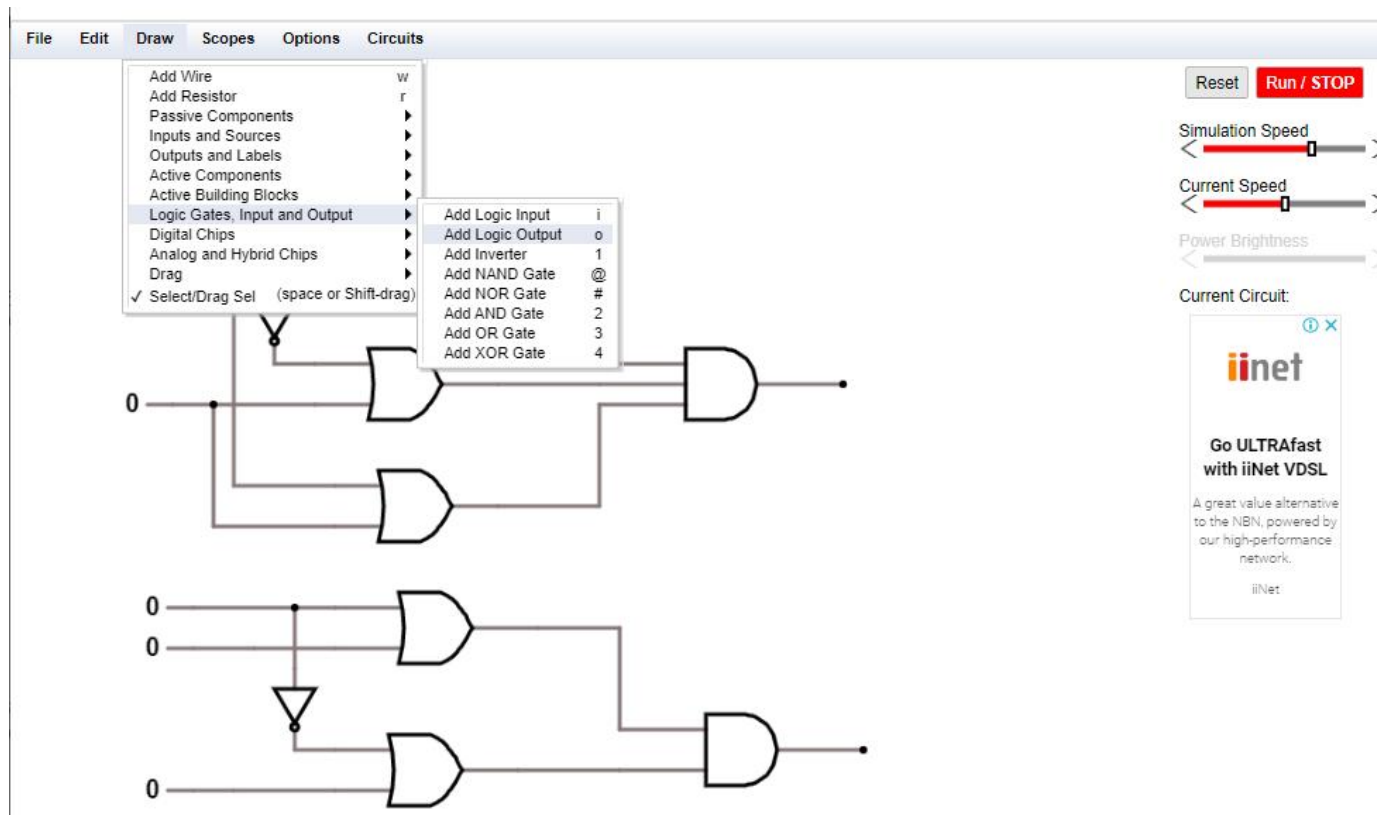 File Edit Draw Scopes Options Circuits
Add Wire w
Add Resistor r
Passive Components
Inputs and Sources
Outputs and Labels
Active Components
Active Building Blocks
Logic Gates, Input and Output
Digital Chips
Analog and Hybrid Chips
Drag
✓ Select/Drag Sel (space or Shift-drag)
Add Logic Input i
Add Logic Output o
Add Inverter 1
Add NAND Gate @
Add NOR Gate #
Add AND Gate 2
Add OR Gate 3
Add XOR Gate 4
0
0
0
0
Reset Run / STOP
Simulation Speed
Current Speed
Power Brightness
Current Circuit:
iinet
Go ULTRAfast
with iiNet VDSL
A great value alternative
to the NBN, powered by
our high-performance
network.
iiNet